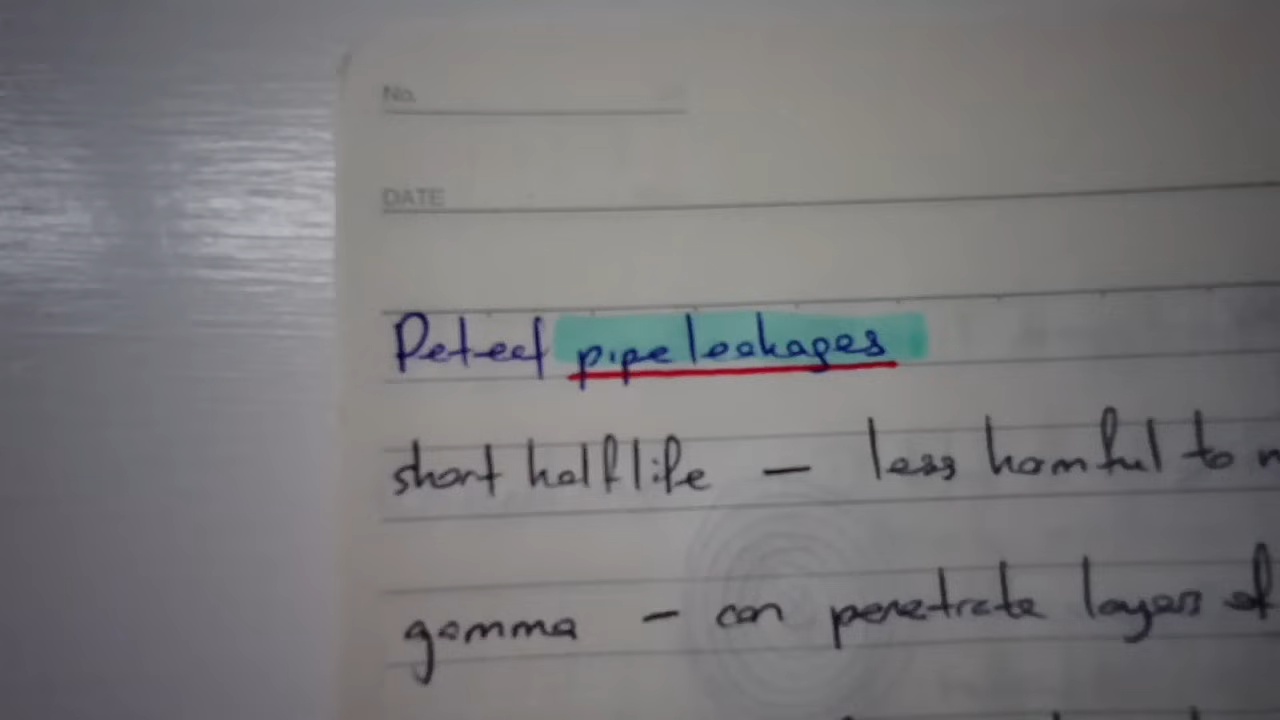 No.
DATE
Detect pipe leakages
short half life — less harmful to
gamma - can penetrate layers of